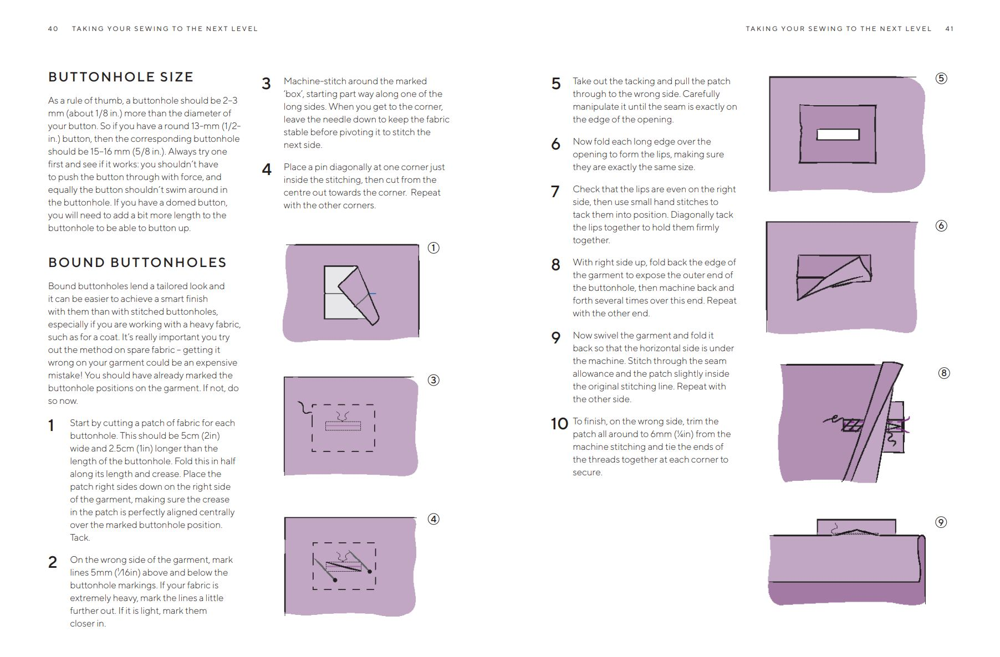 40 TAKING YOUR SEWING TO THE NEXT LEVEL
BUTTONHOLE SIZE
As a rule of thumb, a buttonhole should be 2–3
mm (about 1/8 in.) more than the diameter of
your button. So if you have a round 13-mm (1/2-
in.) button, then the corresponding buttonhole
should be 15–16 mm (5/8 in.). Always try one
first and see if it works: you shouldn’t have
to push the button through with force, and
equally the button shouldn’t swim around in
the buttonhole. If you have a domed button,
you will need to add a bit more length to the
buttonhole to be able to button up.
BOUND BUTTONHOLES
Bound buttonholes lend a tailored look and
it can be easier to achieve a smart finish
with them than with stitched buttonholes,
especially if you are working with a heavy fabric,
such as for a coat. It’s really important you try
out the method on spare fabric – getting it
wrong on your garment could be an expensive
mistake! You should have already marked the
buttonhole positions on the garment. If not, do
so now.
1 Start by cutting a patch of fabric for each
buttonhole. This should be 5cm (2in)
wide and 2.5cm (1in) longer than the
length of the buttonhole. Fold this in half
along its length and crease. Place the
patch right sides down on the right side
of the garment, making sure the crease
in the patch is perfectly aligned centrally
over the marked buttonhole position.
Tack.
2 On the wrong side of the garment, mark
lines 5mm (¹⁄16in) above and below the
buttonhole markings. If your fabric is
extremely heavy, mark the lines a little
further out. If it is light, mark them
closer in.
3 Machine-stitch around the marked
‘box’, starting part way along one of the
long sides. When you get to the corner,
leave the needle down to keep the fabric
stable before pivoting it to stitch the
next side.
4 Place a pin diagonally at one corner just
inside the stitching, then cut from the
centre out towards the corner. Repeat
with the other corners.
1
3
4
TAKING YOUR SEWING TO THE NEXT LEVEL 41
5 Take out the tacking and pull the patch
through to the wrong side. Carefully
manipulate it until the seam is exactly on
the edge of the opening.
6 Now fold each long edge over the
opening to form the lips, making sure
they are exactly the same size.
7 Check that the lips are even on the right
side, then use small hand stitches to
tack them into position. Diagonally tack
the lips together to hold them firmly
together.
8 With right side up, fold back the edge of
the garment to expose the outer end of
the buttonhole, then machine back and
forth several times over this end. Repeat
with the other end.
9 Now swivel the garment and fold it
back so that the horizontal side is under
the machine. Stitch through the seam
allowance and the patch slightly inside
the original stitching line. Repeat with
the other side.
10 To finish, on the wrong side, trim the
patch all around to 6mm (¼in) from the
machine stitching and tie the ends of
the threads together at each corner to
secure.
5
6
8
9